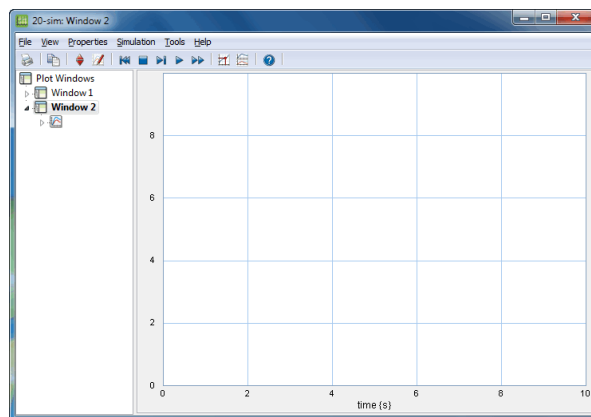 20-sim: Window 2
File View Properties Simulation Tools Help
Plot Windows
Window 1
Window 2
8
6
4
2
0
0 2 4 6 8 10
time {s}